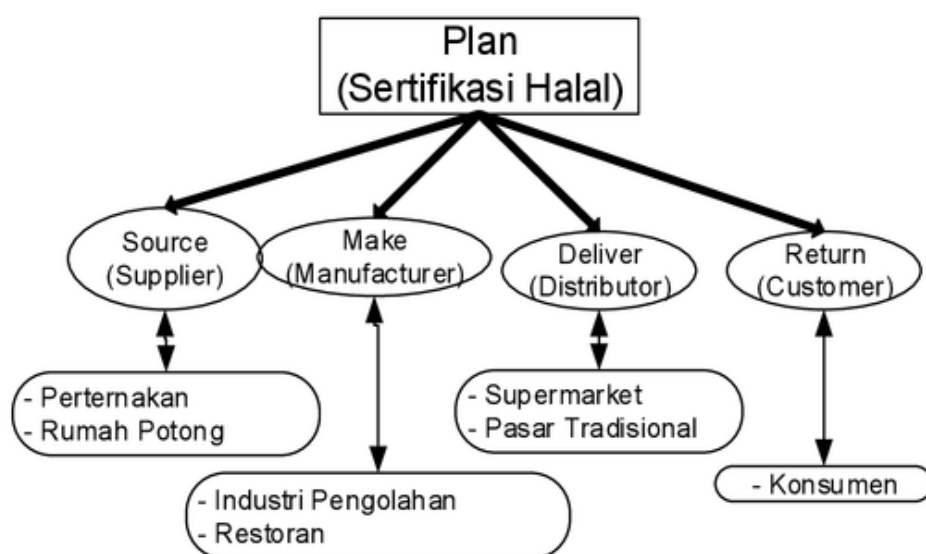 Plan
(Sertifikasi Halal)
Source
(Supplier)
Make
(Manufacturer)
Deliver
(Distributor)
Return
(Customer)
- Perternakan
- Rumah Potong
- Industri Pengolahan
- Restoran
- Supermarket
- Pasar Tradisional
- Konsumen